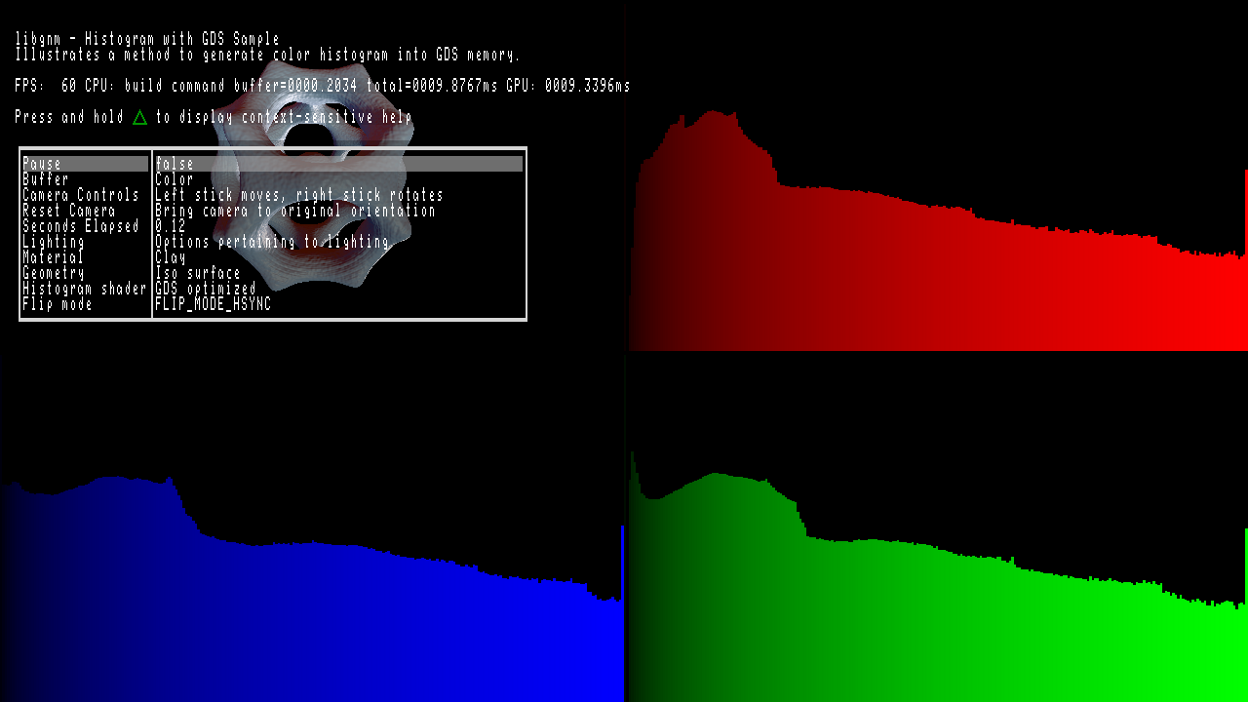 libgnm - Histogram with GDS Sample
Illustrates a method to generate color histogram into GDS memory.
FPS:  60 CPU: build command buffer=0000.2034 total=0009.8767ms GPU: 0009.3396ms
Press and hold △ to display context-sensitive help
Pause false
Buffer Color
Camera Controls Left stick moves, right stick rotates
Reset Camera Bring camera to original orientation
Seconds Elapsed 0.12
Lighting Options pertaining to lighting
Material Clay
Geometry Iso surface
Histogram shader GDS optimized
Flip mode FLIP_MODE_HSYNC